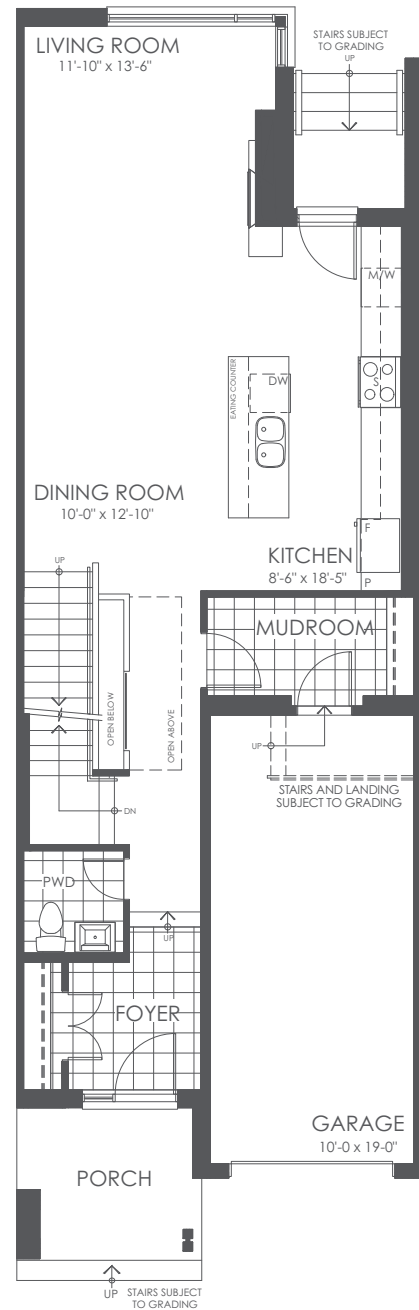 LIVING ROOM
11'-10" x 13'-6"
STAIRS SUBJECT
TO GRADING
UP
M/W
EATING COUNTER
DW
S
DINING ROOM
10'-0" x 12'-10"
F
KITCHEN
8'-6" x 18'-5"
P
UP
MUDROOM
OPEN BELOW
OPEN ABOVE
UP
STAIRS AND LANDING
SUBJECT TO GRADING
DN
PWD
UP
FOYER
GARAGE
10'-0 x 19'-0"
PORCH
UP
STAIRS SUBJECT
TO GRADING